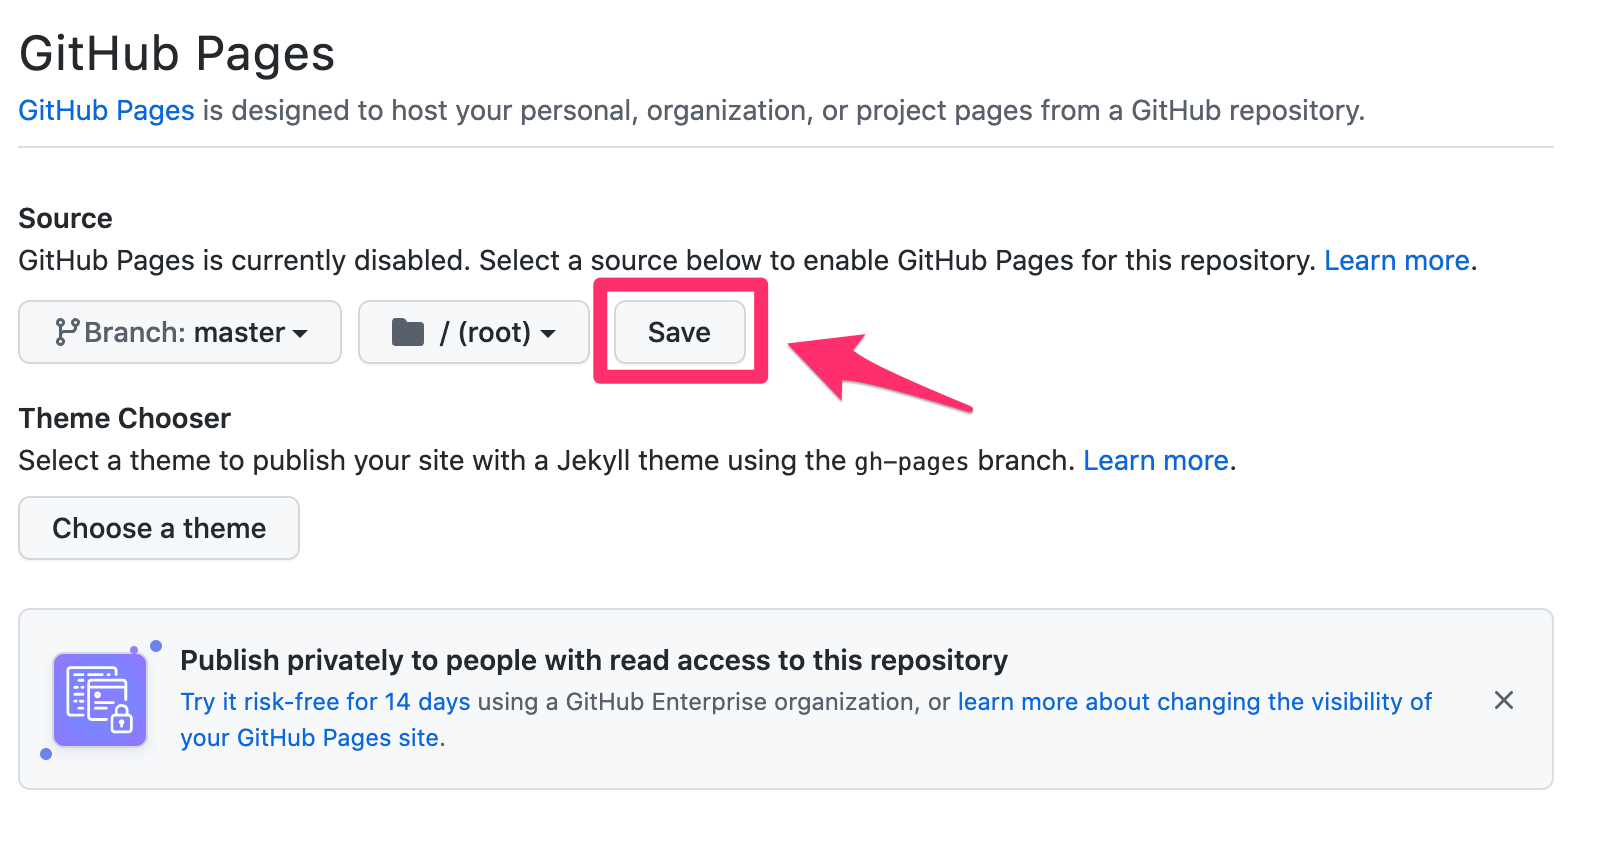 GitHub Pages
GitHub Pages is designed to host your personal, organization, or project pages from a GitHub repository.
Source
GitHub Pages is currently disabled. Select a source below to enable GitHub Pages for this repository. Learn more.
Branch: master / (root) Save
Theme Chooser
Select a theme to publish your site with a Jekyll theme using the gh-pages branch. Learn more.
Choose a theme
Publish privately to people with read access to this repository
Try it risk-free for 14 days using a GitHub Enterprise organization, or learn more about changing the visibility of
your GitHub Pages site.